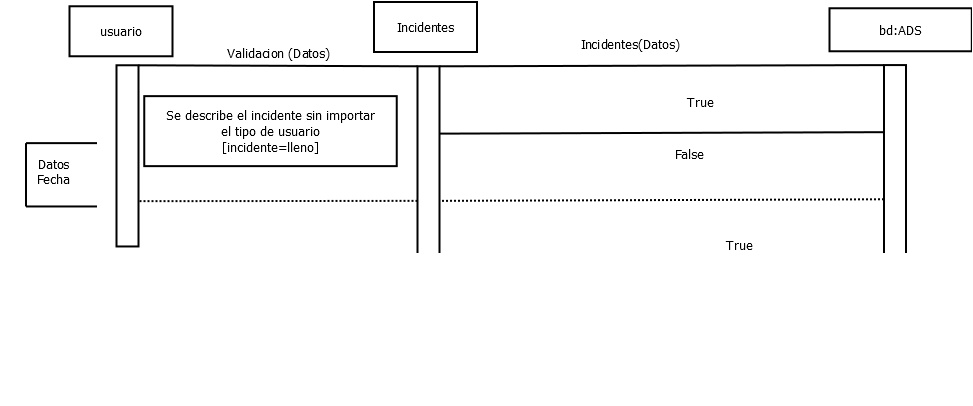 usuario
Incidentes
bd:ADS
Validacion (Datos)
Incidentes(Datos)
Se describe el incidente sin importar
el tipo de usuario
[incidente=lleno]
True
False
Datos
Fecha
True